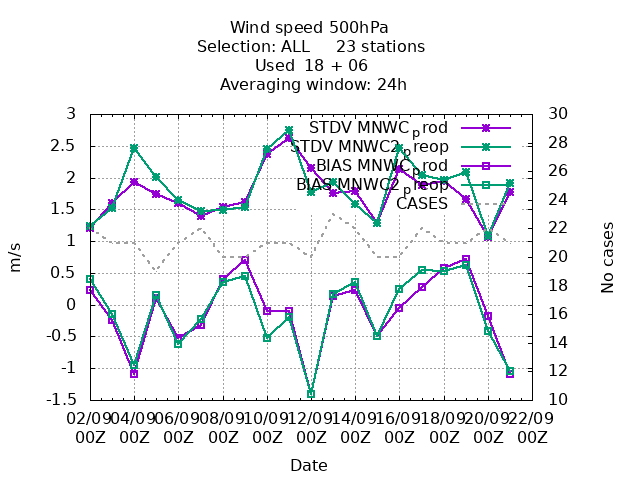 Wind speed 500hPa
Selection: ALL 23 stations
Used 18 + 06
Averaging window: 24h
3 30
2.5 28
2 26
1.5 24
1 22
0.5 20
0 18
-0.5 16
-1 14
-1.5 12
10
STDV MNWC_prod
STDV MNWC2_preop
BIAS MNWC_prod
BIAS MNWC2_preop
CASES
m/s
No cases
02/09 04/09 06/09 08/09 10/09 12/09 14/09 16/09 18/09 20/09 22/09
00Z 00Z 00Z 00Z 00Z 00Z 00Z 00Z 00Z 00Z 00Z
Date